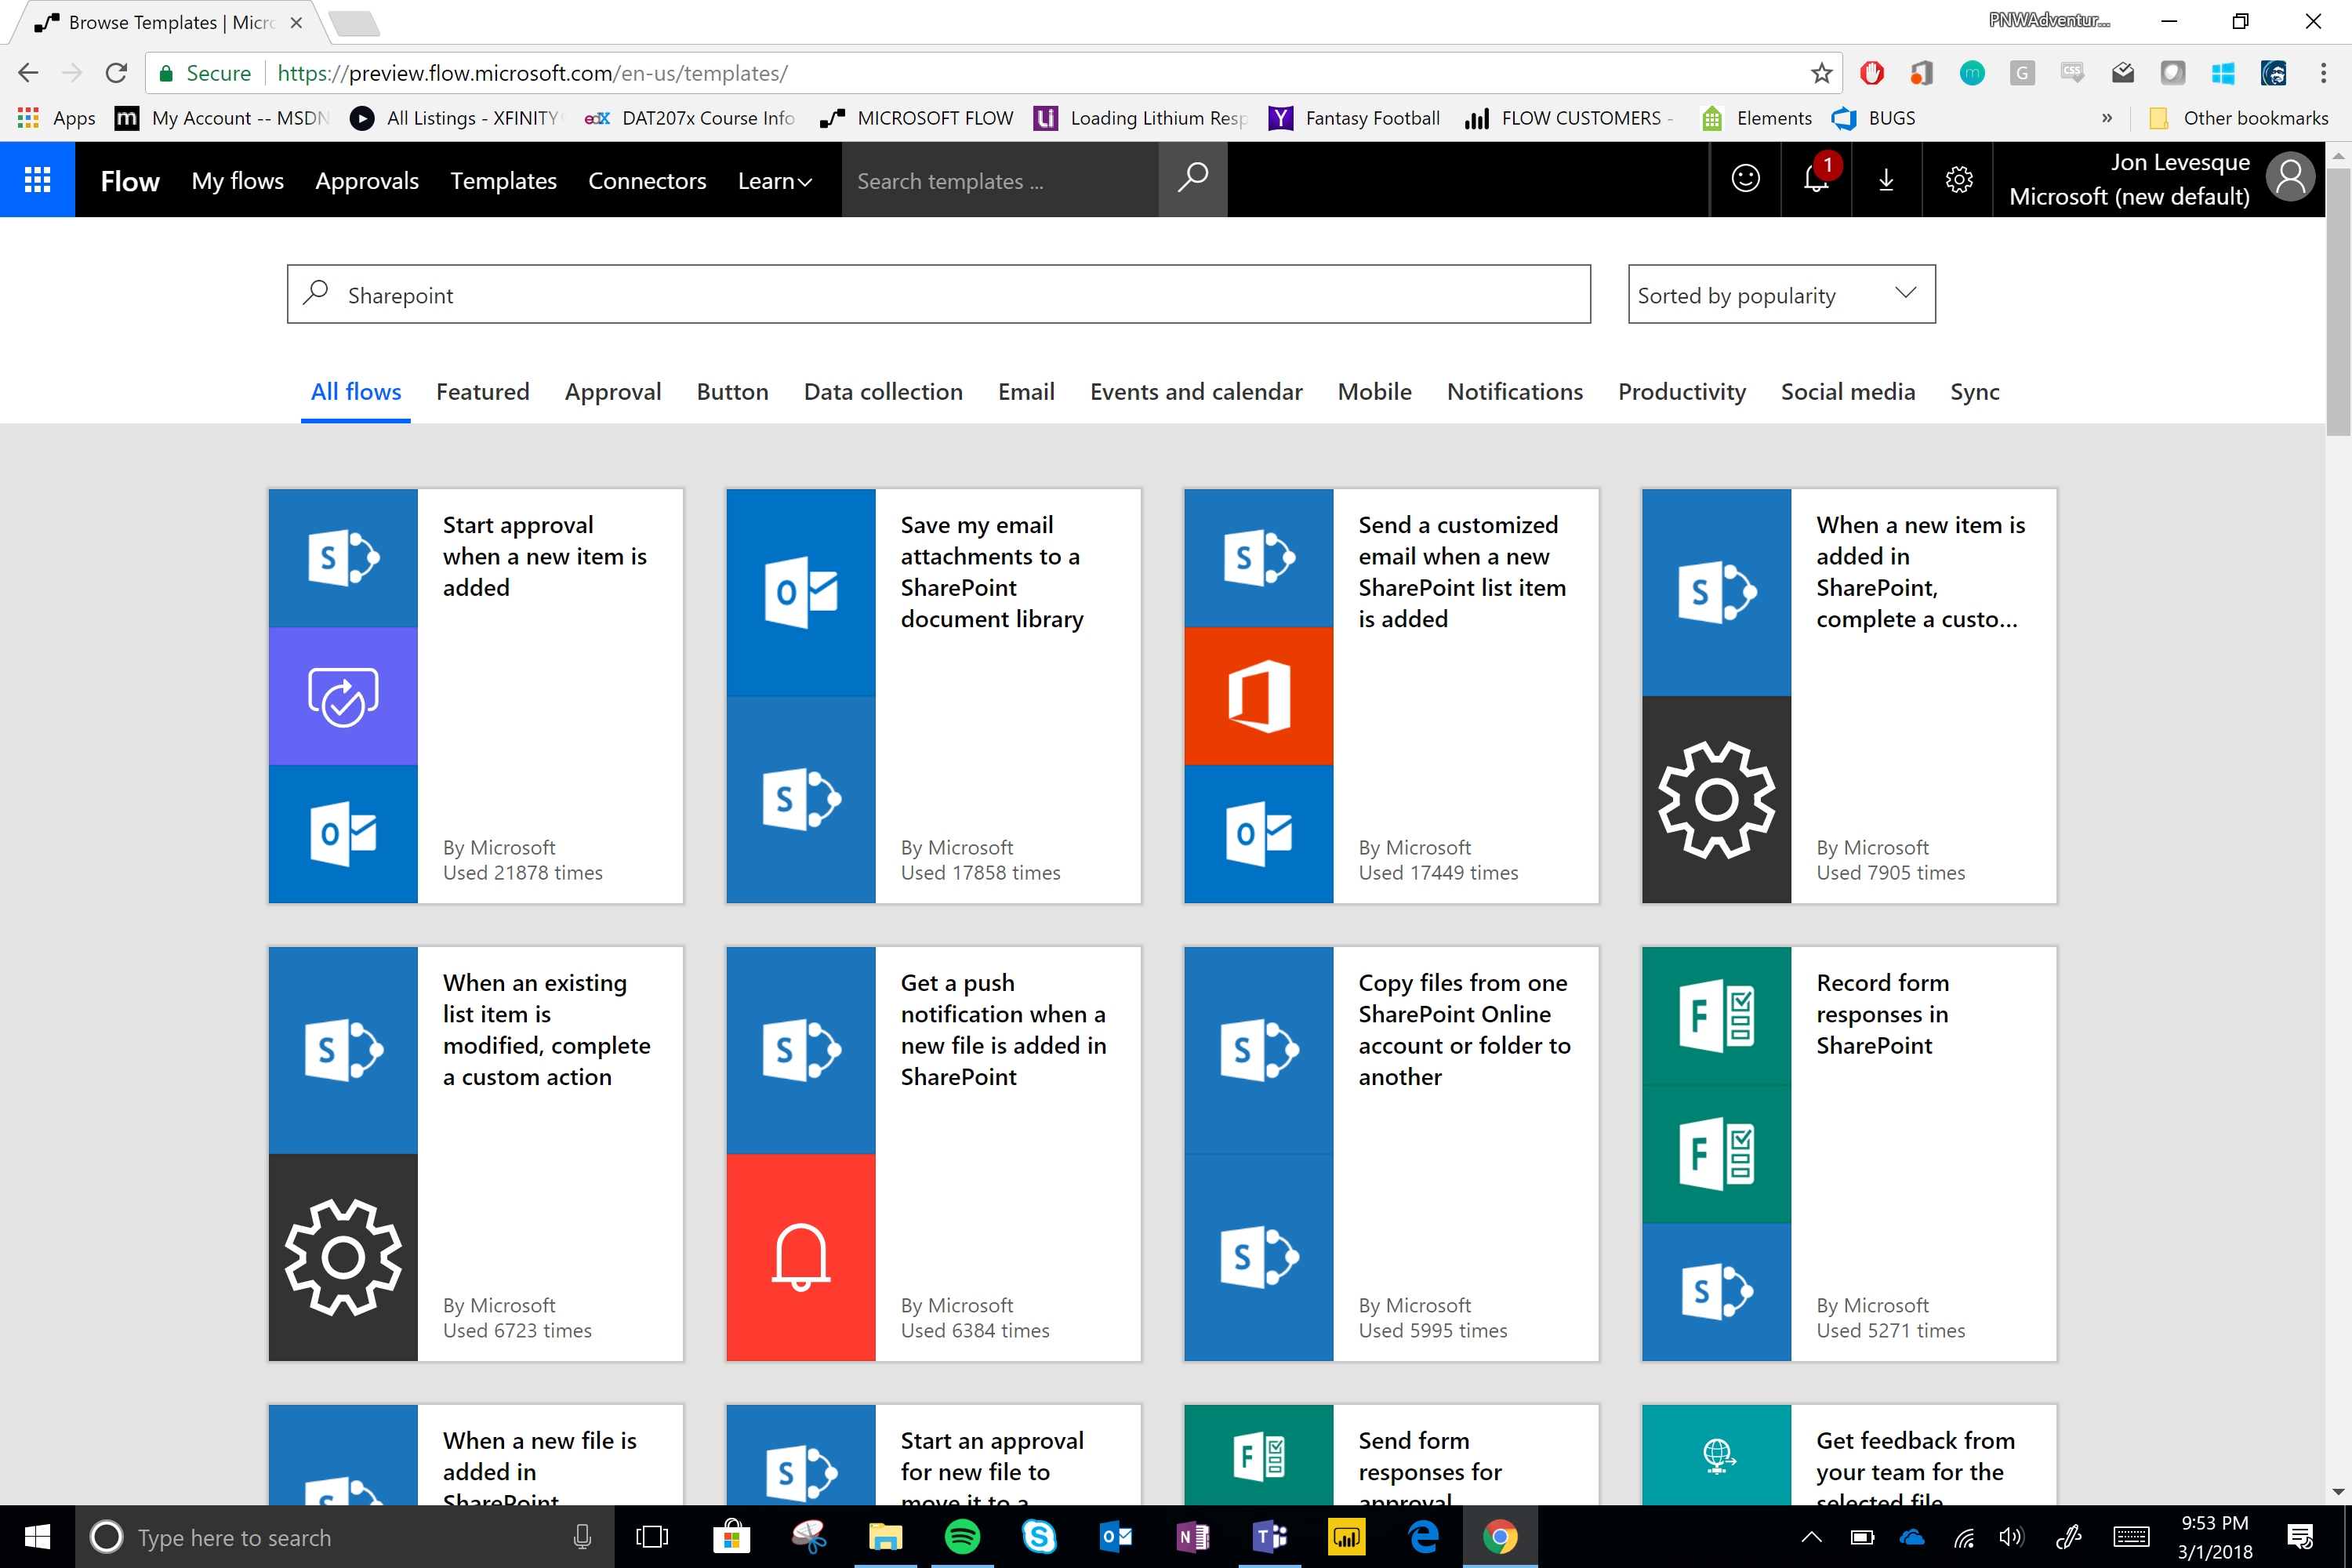 Browse Templates | Micr
PNWAdventur...
Secure
https://preview.flow.microsoft.com/en-us/templates/
Apps
My Account -- MSDN
All Listings - XFINITY
DAT207x Course Info
MICROSOFT FLOW
Loading Lithium Resp
Fantasy Football
FLOW CUSTOMERS -
Elements
BUGS
»
Other bookmarks
Flow
My flows
Approvals
Templates
Connectors
Learn
Search templates ...
1
Jon Levesque
Microsoft (new default)
Sharepoint
Sorted by popularity
All flows
Featured
Approval
Button
Data collection
Email
Events and calendar
Mobile
Notifications
Productivity
Social media
Sync
Start approval
when a new item is
added
By Microsoft
Used 21878 times
Save my email
attachments to a
SharePoint
document library
By Microsoft
Used 17858 times
Send a customized
email when a new
SharePoint list item
is added
By Microsoft
Used 17449 times
When a new item is
added in
SharePoint,
complete a custo...
By Microsoft
Used 7905 times
When an existing
list item is
modified, complete
a custom action
By Microsoft
Used 6723 times
Get a push
notification when a
new file is added in
SharePoint
By Microsoft
Used 6384 times
Copy files from one
SharePoint Online
account or folder to
another
By Microsoft
Used 5995 times
Record form
responses in
SharePoint
By Microsoft
Used 5271 times
When a new file is
added in
SharePoint
Start an approval
for new file to
move it to a
Send form
responses for
approval
Get feedback from
your team for the
selected file
Type here to search
9:53 PM
3/1/2018